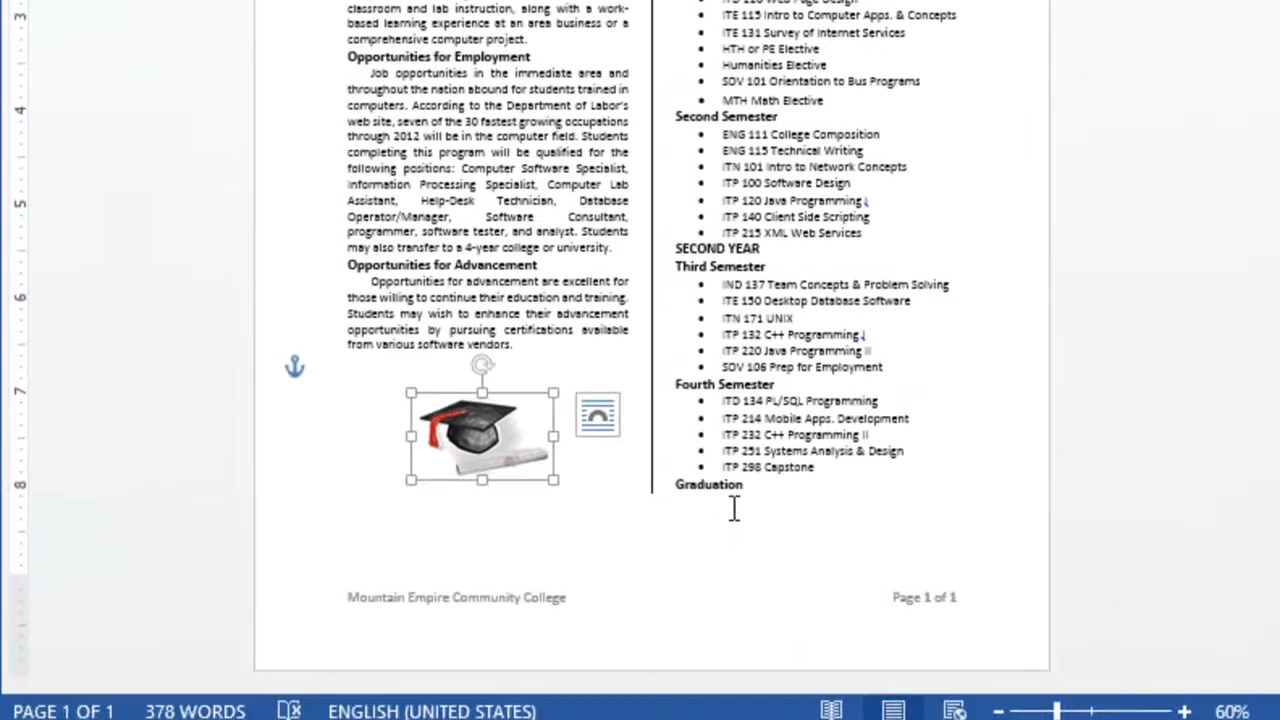 classroom and lab instruction, along with a work-
based learning experience at an area business or a
comprehensive computer project.
Opportunities for Employment
Job opportunities in the immediate area and
throughout the nation abound for students trained in
computers. According to the Department of Labor's
web site, seven of the 30 fastest growing occupations
through 2012 will be in the computer field. Students
completing this program will be qualified for the
following positions: Computer Software Specialist,
Information Processing Specialist, Computer Lab
Assistant, Help-Desk Technician, Database
Operator/Manager, Software Consultant,
programmer, software tester, and analyst. Students
may also transfer to a 4-year college or university.
Opportunities for Advancement
Opportunities for advancement are excellent for
those willing to continue their education and training.
Students may wish to enhance their advancement
opportunities by pursuing certifications available
from various software vendors.
ITE 115 Intro to Computer Apps. & Concepts
ITE 131 Survey of Internet Services
HTH or PE Elective
Humanities Elective
SDV 101 Orientation to Bus Programs
MTH Math Elective
Second Semester
ENG 111 College Composition
ENG 115 Technical Writing
ITN 101 Intro to Network Concepts
ITP 100 Software Design
ITP 120 Java Programming
ITP 140 Client Side Scripting
ITP 215 XML Web Services
SECOND YEAR
Third Semester
IND 137 Team Concepts & Problem Solving
ITE 150 Desktop Database Software
ITN 171 UNIX
ITP 132 C++ Programming
ITP 220 Java Programming II
SDV 106 Prep for Employment
Fourth Semester
ITD 134 PL/SQL Programming
ITP 214 Mobile Apps. Development
ITP 232 C++ Programming II
ITP 251 Systems Analysis & Design
ITP 298 Capstone
Graduation
Mountain Empire Community College
Page 1 of 1
3
4
5
6
7
8
PAGE 1 OF 1 378 WORDS ENGLISH (UNITED STATES) 60%